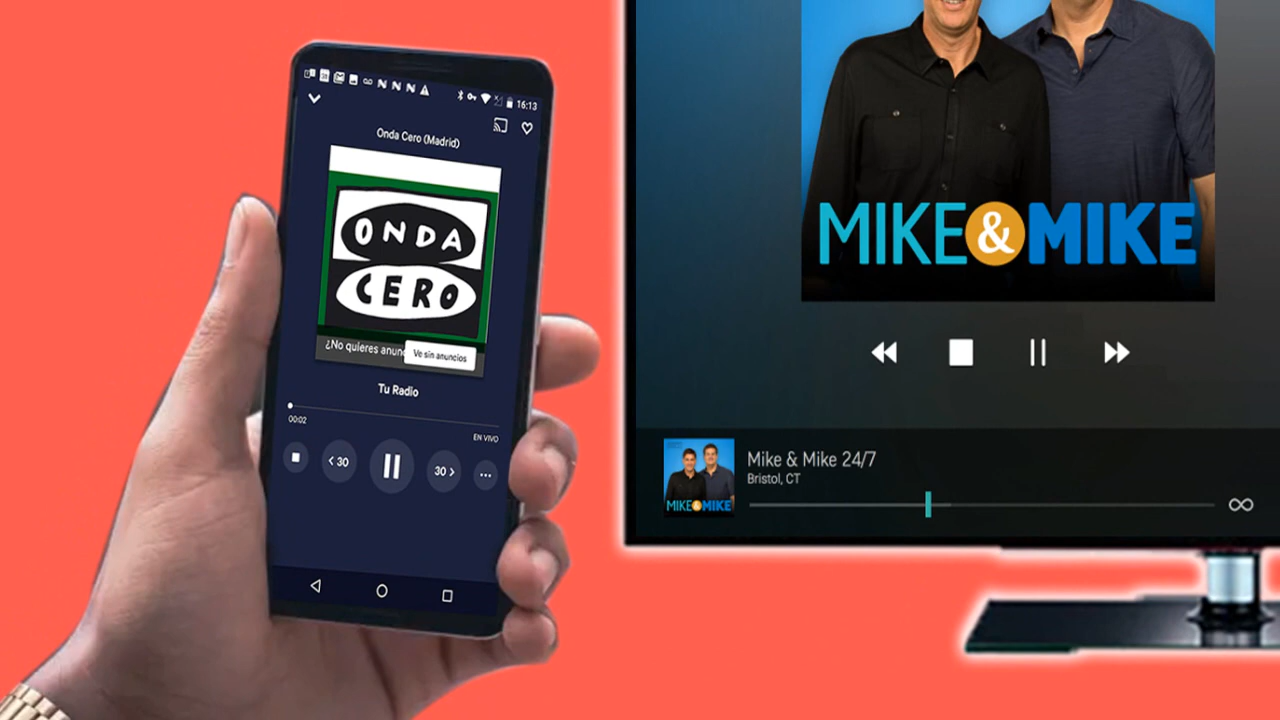 16:13
Onda Cero (Madrid)
ONDA
CERO
¿No quieres anunc
Ve sin anuncios
Tu Radio
00:02
EN VIVO
< 30
30 >
MIKE & MIKE
MIKE & MIKE
Mike & Mike 24/7
Bristol, CT